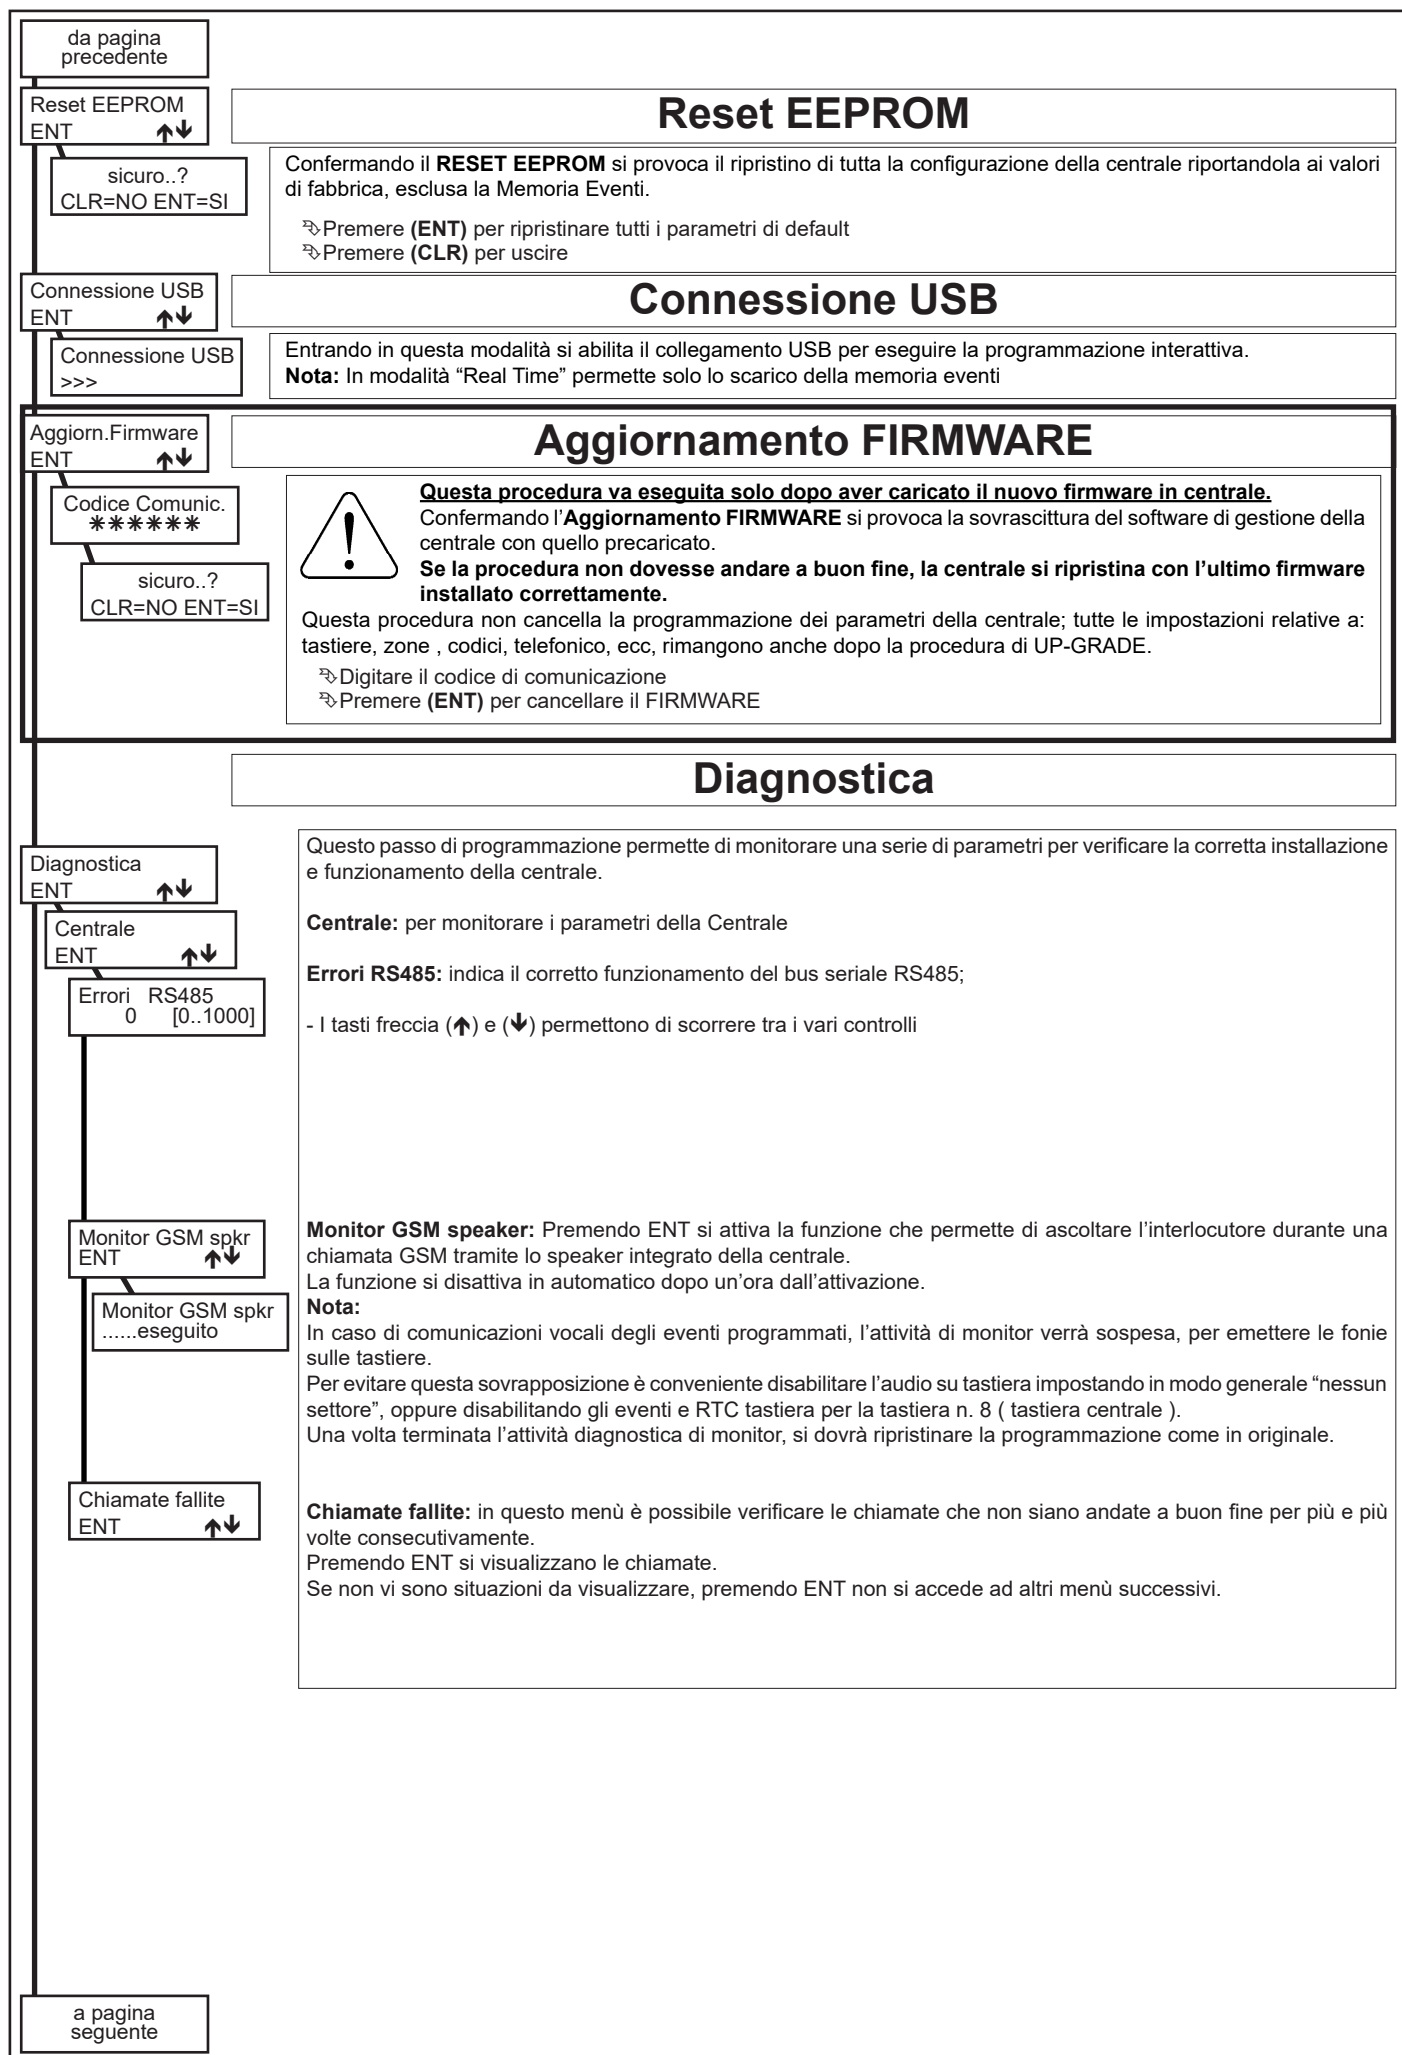 da pagina
precedente
Reset EEPROM
ENT ↑↓
Reset EEPROM
sicuro..?
CLR=NO ENT=SI
Confermando il RESET EEPROM si provoca il ripristino di tutta la configurazione della centrale riportandola ai valori
di fabbrica, esclusa la Memoria Eventi.
Premere (ENT) per ripristinare tutti i parametri di default
Premere (CLR) per uscire
Connessione USB
ENT ↑↓
Connessione USB
Connessione USB
>>>
Entrando in questa modalità si abilita il collegamento USB per eseguire la programmazione interattiva.
Nota: In modalità “Real Time” permette solo lo scarico della memoria eventi
Aggiorn.Firmware
ENT ↑↓
Aggiornamento FIRMWARE
Codice Comunic.
✳✳✳✳✳✳
sicuro..?
CLR=NO ENT=SI
!
Questa procedura va eseguita solo dopo aver caricato il nuovo firmware in centrale.
Confermando l’Aggiornamento FIRMWARE si provoca la sovrascittura del software di gestione della
centrale con quello precaricato.
Se la procedura non dovesse andare a buon fine, la centrale si ripristina con l’ultimo firmware
installato correttamente.
Questa procedura non cancella la programmazione dei parametri della centrale; tutte le impostazioni relative a:
tastiere, zone , codici, telefonico, ecc, rimangono anche dopo la procedura di UP-GRADE.
Digitare il codice di comunicazione
Premere (ENT) per cancellare il FIRMWARE
Diagnostica
Diagnostica
ENT ↑↓
Centrale
ENT ↑↓
Errori RS485
0 [0..1000]
Questo passo di programmazione permette di monitorare una serie di parametri per verificare la corretta installazione
e funzionamento della centrale.
Centrale: per monitorare i parametri della Centrale
Errori RS485: indica il corretto funzionamento del bus seriale RS485;
- I tasti freccia (↑) e (↓) permettono di scorrere tra i vari controlli
Monitor GSM spkr
ENT ↑↓
Monitor GSM spkr
......eseguito
Monitor GSM speaker: Premendo ENT si attiva la funzione che permette di ascoltare l’interlocutore durante una
chiamata GSM tramite lo speaker integrato della centrale.
La funzione si disattiva in automatico dopo un’ora dall’attivazione.
Nota:
In caso di comunicazioni vocali degli eventi programmati, l’attività di monitor verrà sospesa, per emettere le fonie
sulle tastiere.
Per evitare questa sovrapposizione è conveniente disabilitare l’audio su tastiera impostando in modo generale “nessun
settore”, oppure disabilitando gli eventi e RTC tastiera per la tastiera n. 8 ( tastiera centrale ).
Una volta terminata l’attività diagnostica di monitor, si dovrà ripristinare la programmazione come in originale.
Chiamate fallite
ENT ↑↓
Chiamate fallite: in questo menù è possibile verificare le chiamate che non siano andate a buon fine per più e più
volte consecutivamente.
Premendo ENT si visualizzano le chiamate.
Se non vi sono situazioni da visualizzare, premendo ENT non si accede ad altri menù successivi.
a pagina
seguente